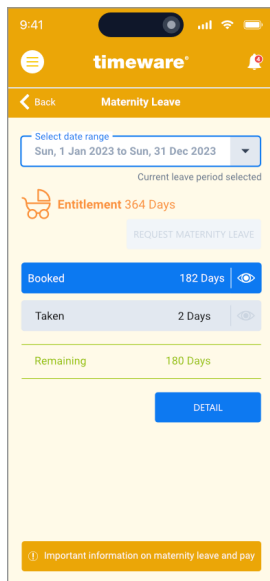 9:41
timeware®
Back Maternity Leave
Select date range
Sun, 1 Jan 2023 to Sun, 31 Dec 2023
Current leave period selected
Entitlement 364 Days
REQUEST MATERNITY LEAVE
Booked 182 Days
Taken 2 Days
Remaining 180 Days
DETAIL
Important information on maternity leave and pay